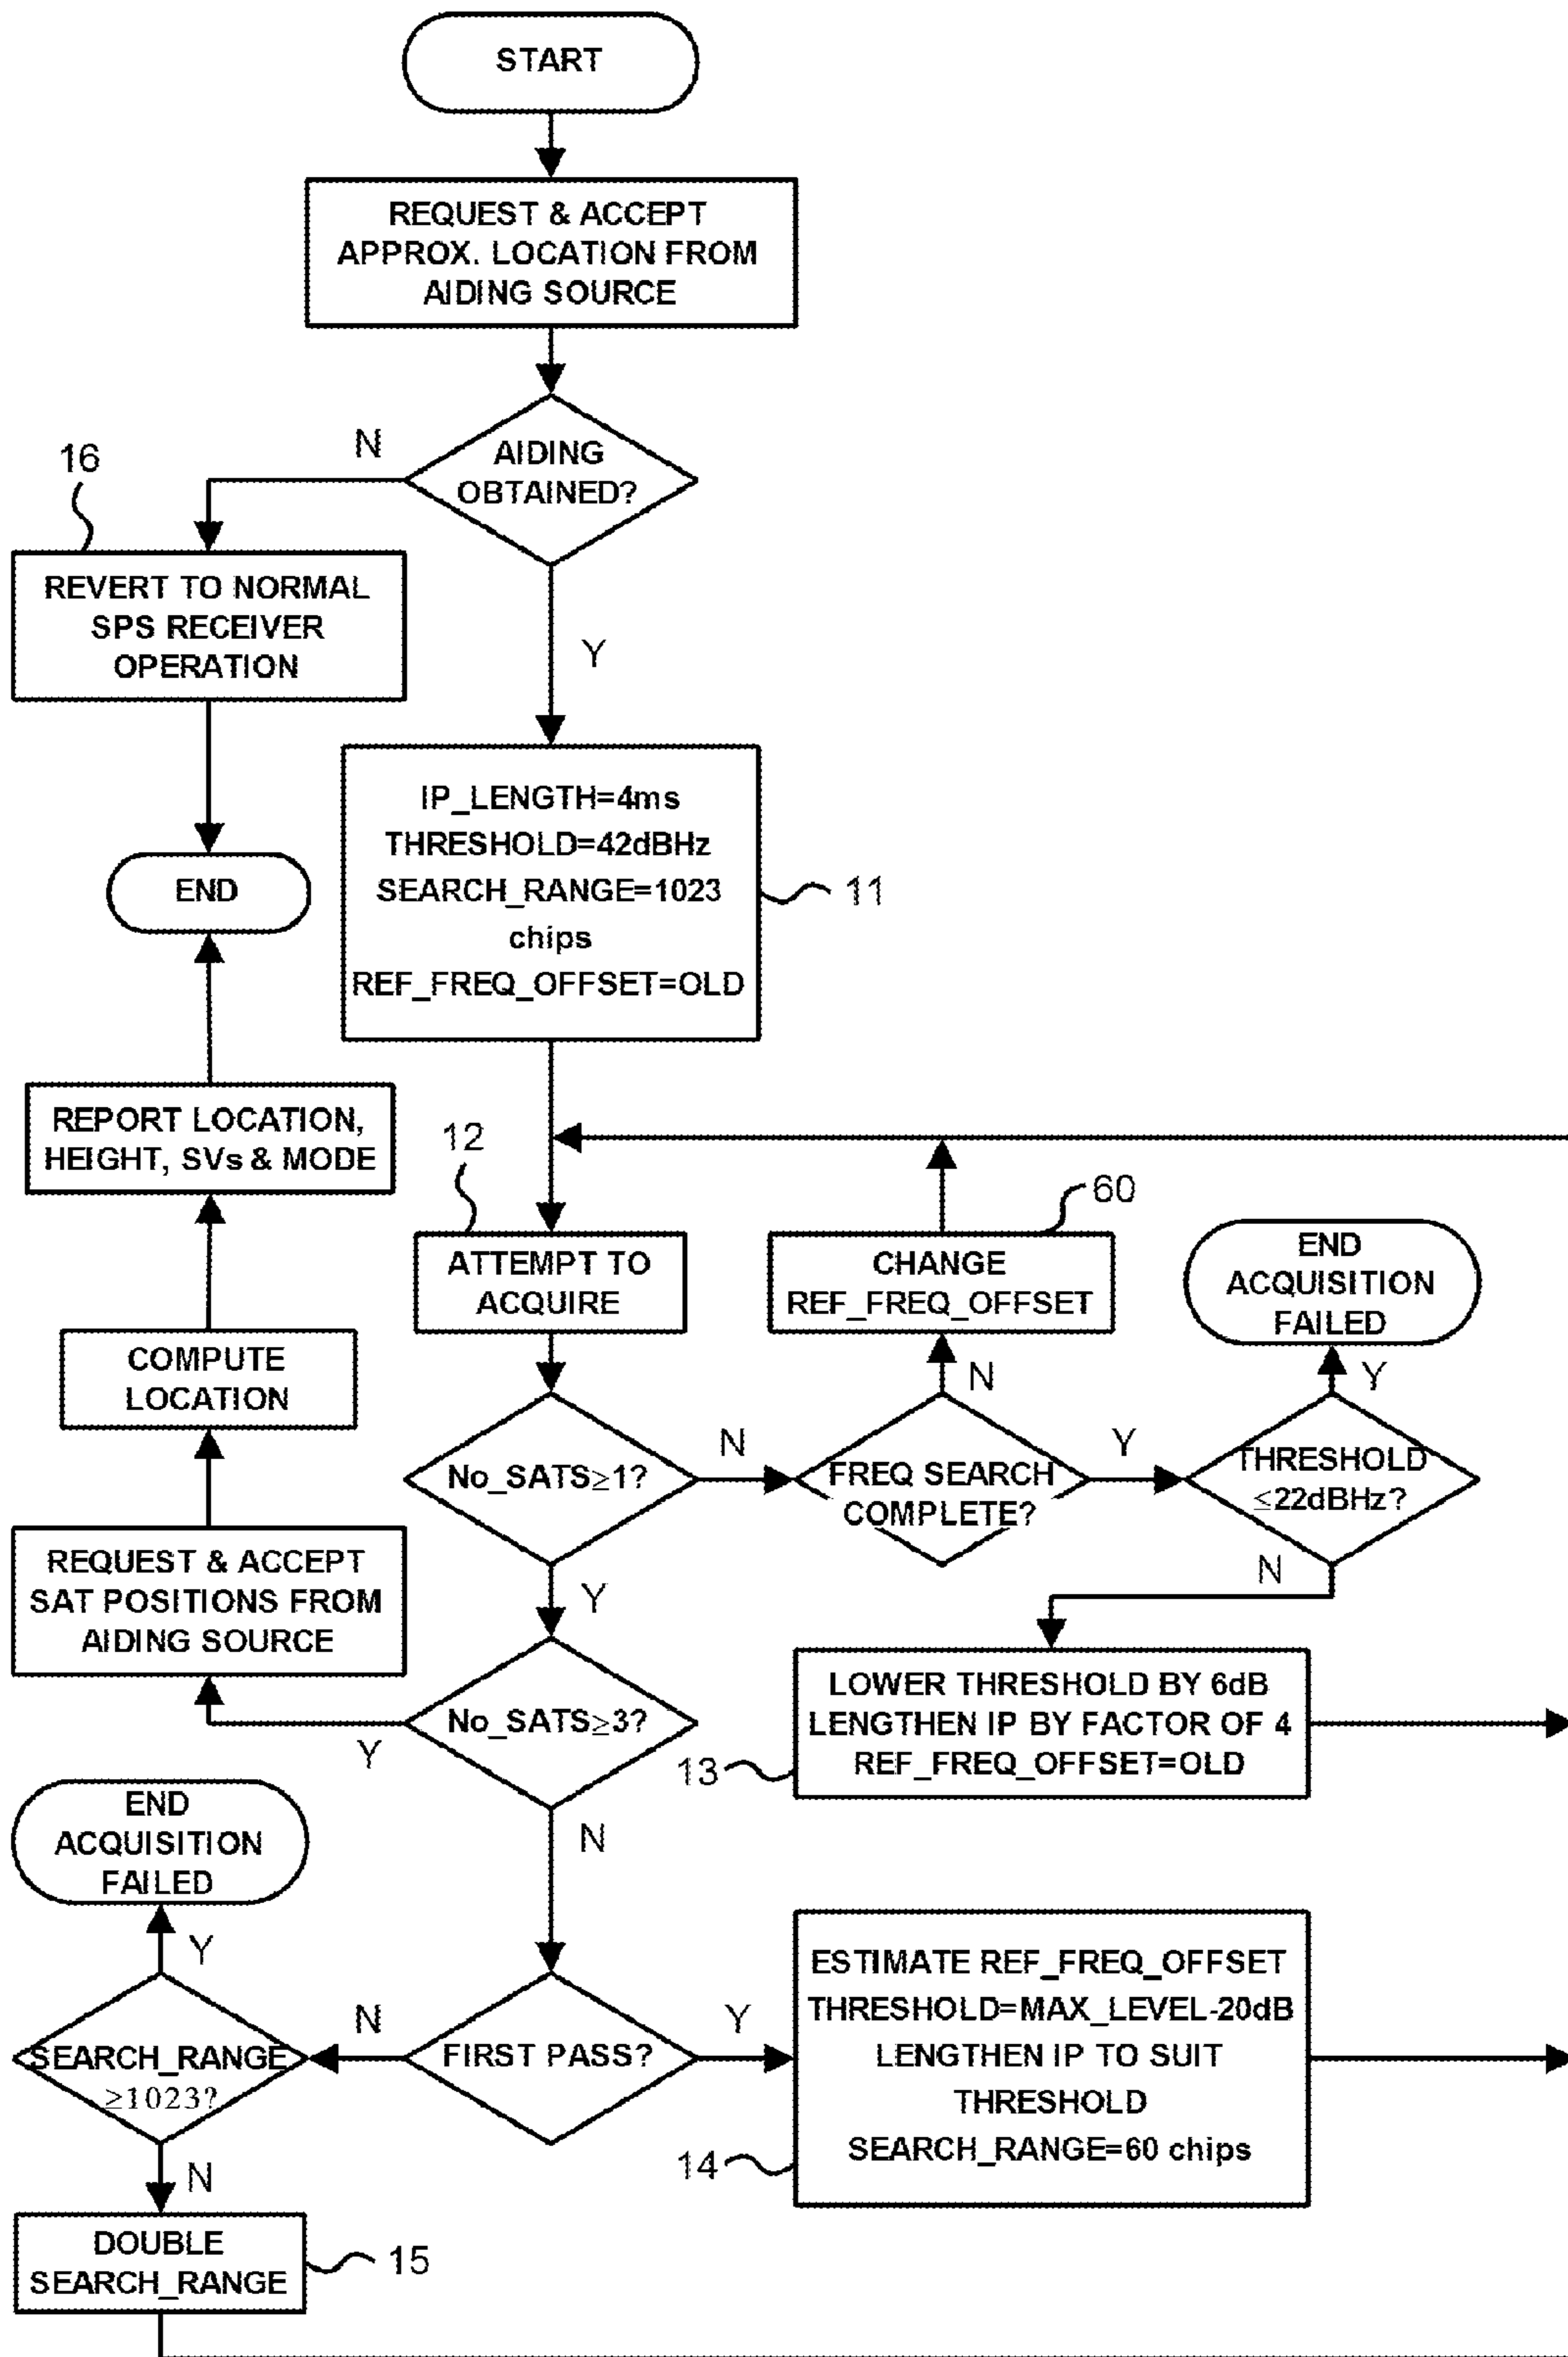 START
REQUEST & ACCEPT
APPROX. LOCATION FROM
AIDING SOURCE
N
AIDING
OBTAINED?
16
REVERT TO NORMAL
SPS RECEIVER
OPERATION
Y
IP_LENGTH=4ms
THRESHOLD=42dBHz
SEARCH_RANGE=1023
chips
REF_FREQ_OFFSET=OLD
11
END
REPORT LOCATION,
HEIGHT, SVs & MODE
12
ATTEMPT TO
ACQUIRE
60
CHANGE
REF_FREQ_OFFSET
END
ACQUISITION
FAILED
COMPUTE
LOCATION
N
Y
No_SATS≥1?
N
FREQ SEARCH
COMPLETE?
Y
THRESHOLD
≤22dBHz?
REQUEST & ACCEPT
SAT POSITIONS FROM
AIDING SOURCE
Y
N
No_SATS≥3?
Y
LOWER THRESHOLD BY 6dB
LENGTHEN IP BY FACTOR OF 4
REF_FREQ_OFFSET=OLD
13
END
ACQUISITION
FAILED
N
Y
SEARCH_RANGE
≥1023?
N
FIRST PASS?
Y
ESTIMATE REF_FREQ_OFFSET
THRESHOLD=MAX_LEVEL-20dB
LENGTHEN IP TO SUIT
THRESHOLD
SEARCH_RANGE=60 chips
14
N
DOUBLE
SEARCH_RANGE
15